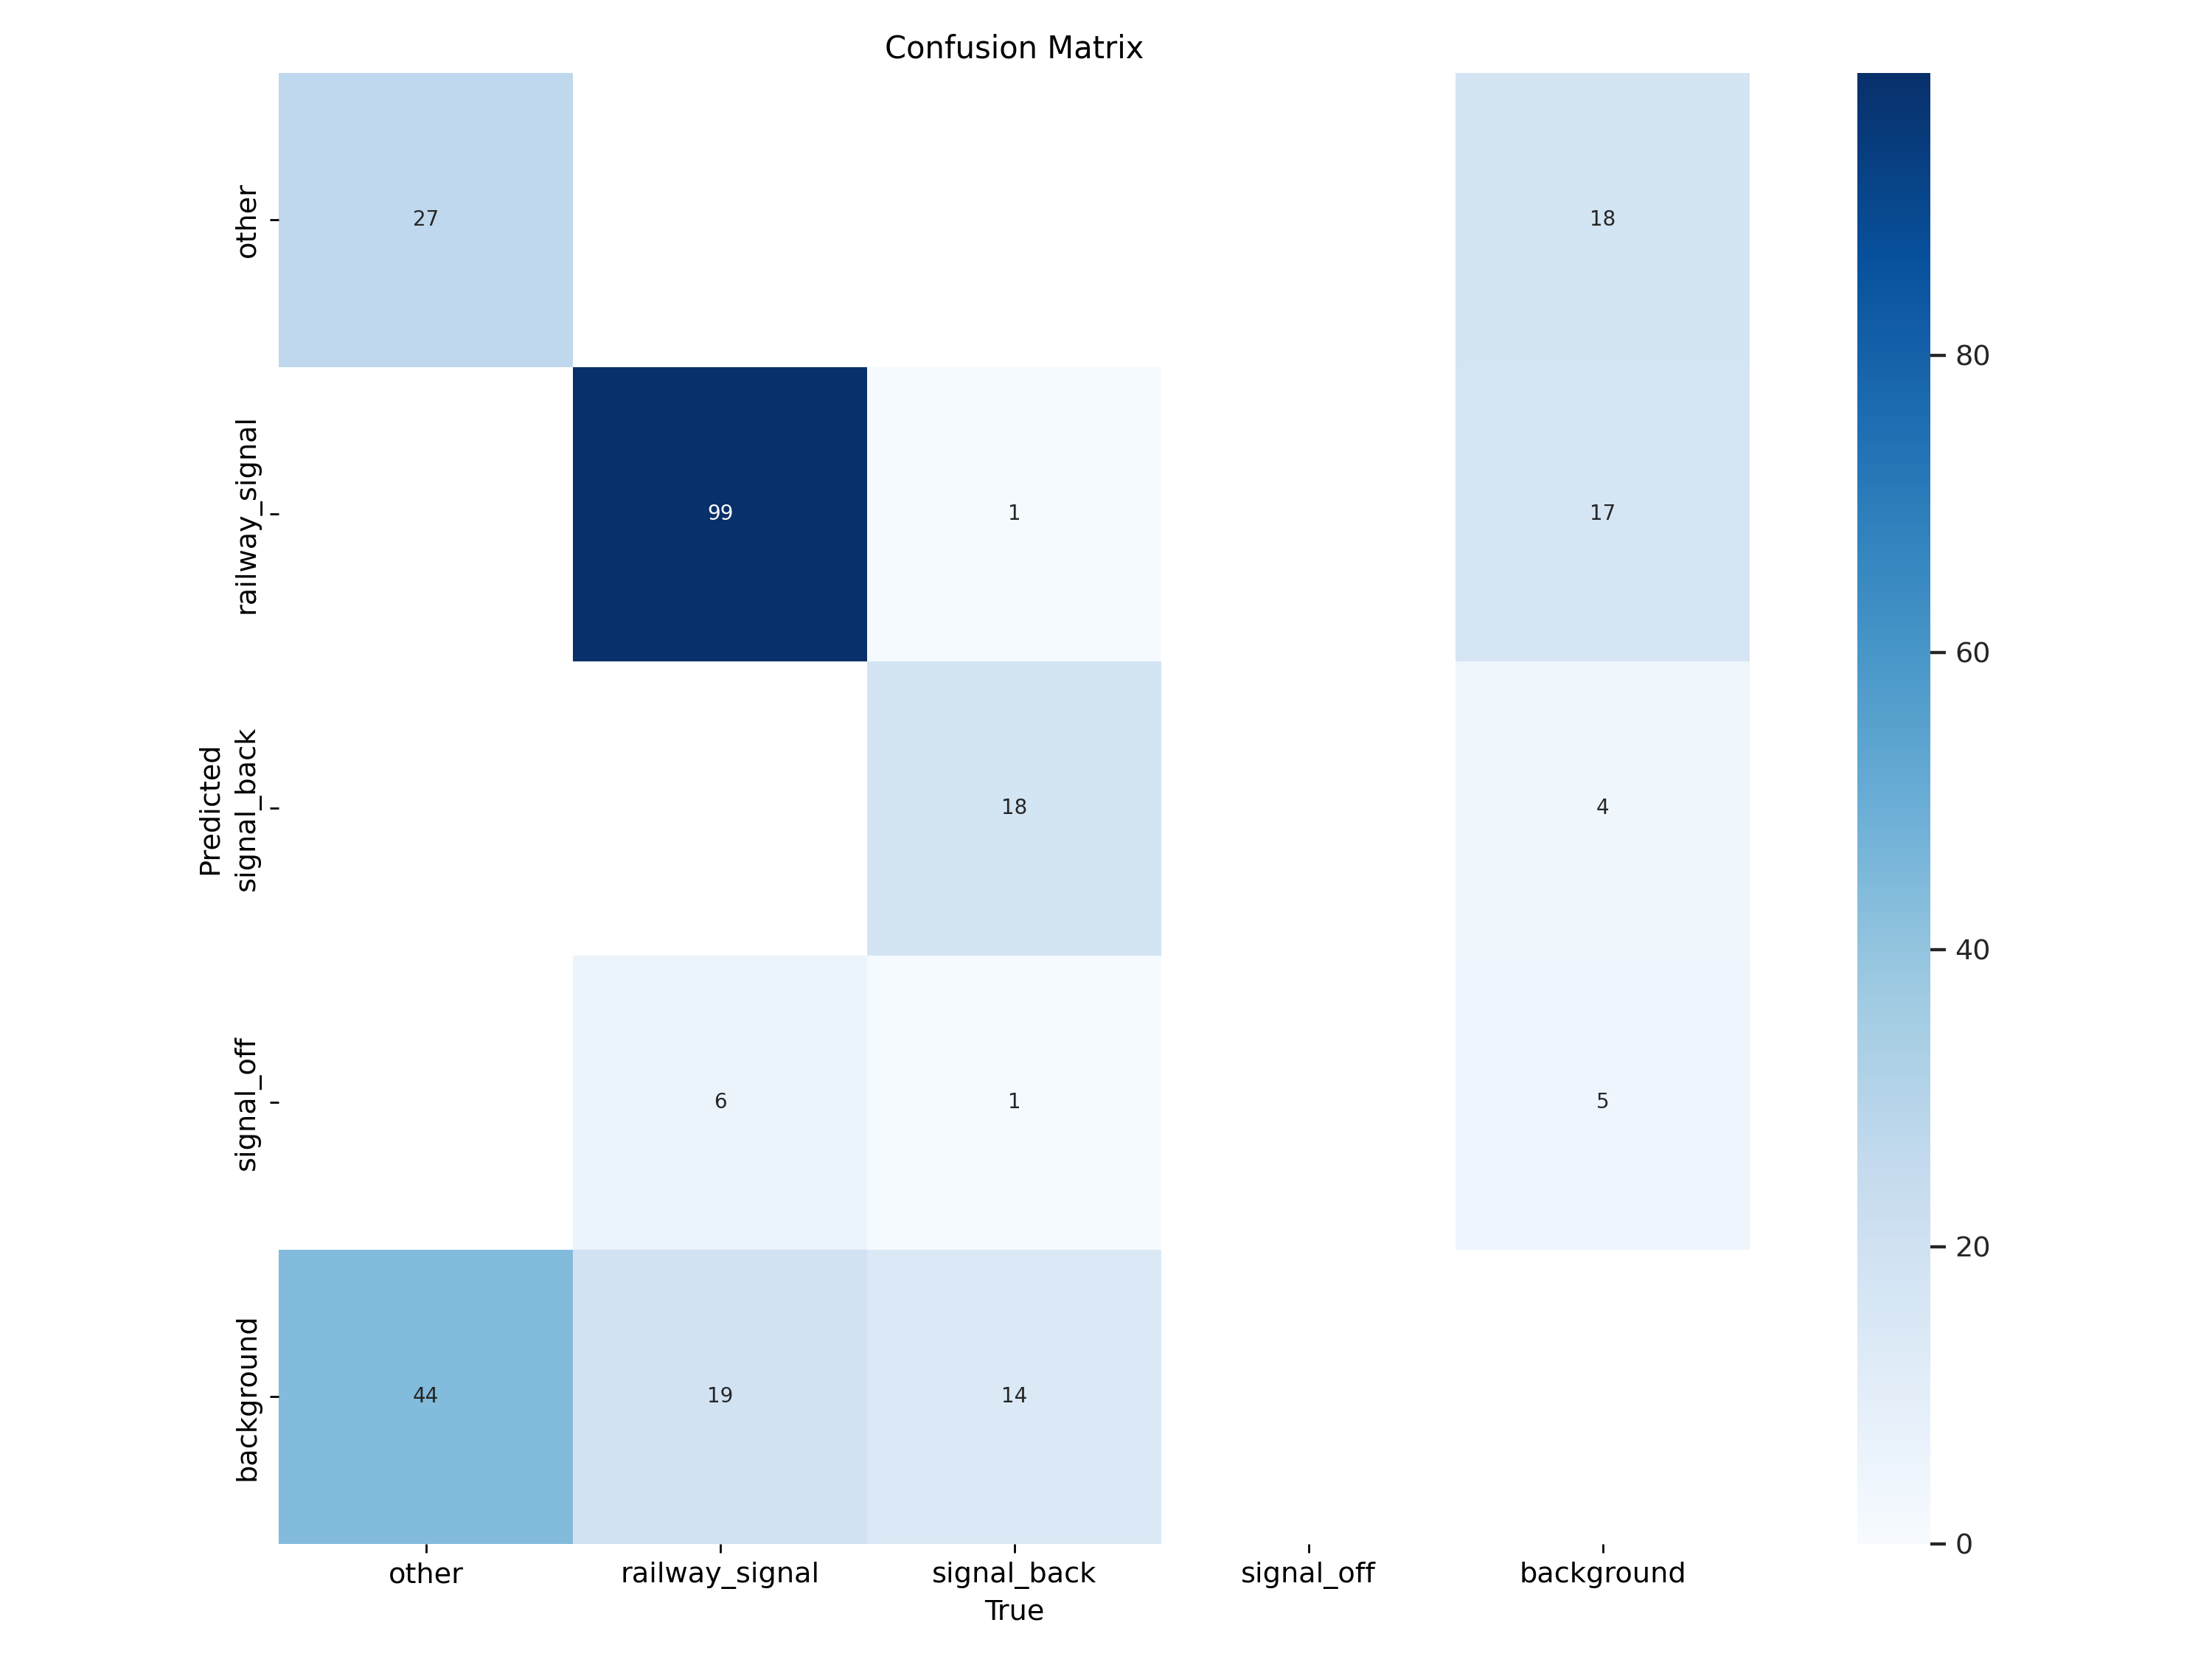 Confusion Matrix
other
27
18
80
railway_signal
99
1
17
60
Predicted
signal_back
18
4
40
signal_off
6
1
5
20
background
44
19
14
0
other
railway_signal
signal_back
signal_off
background
True